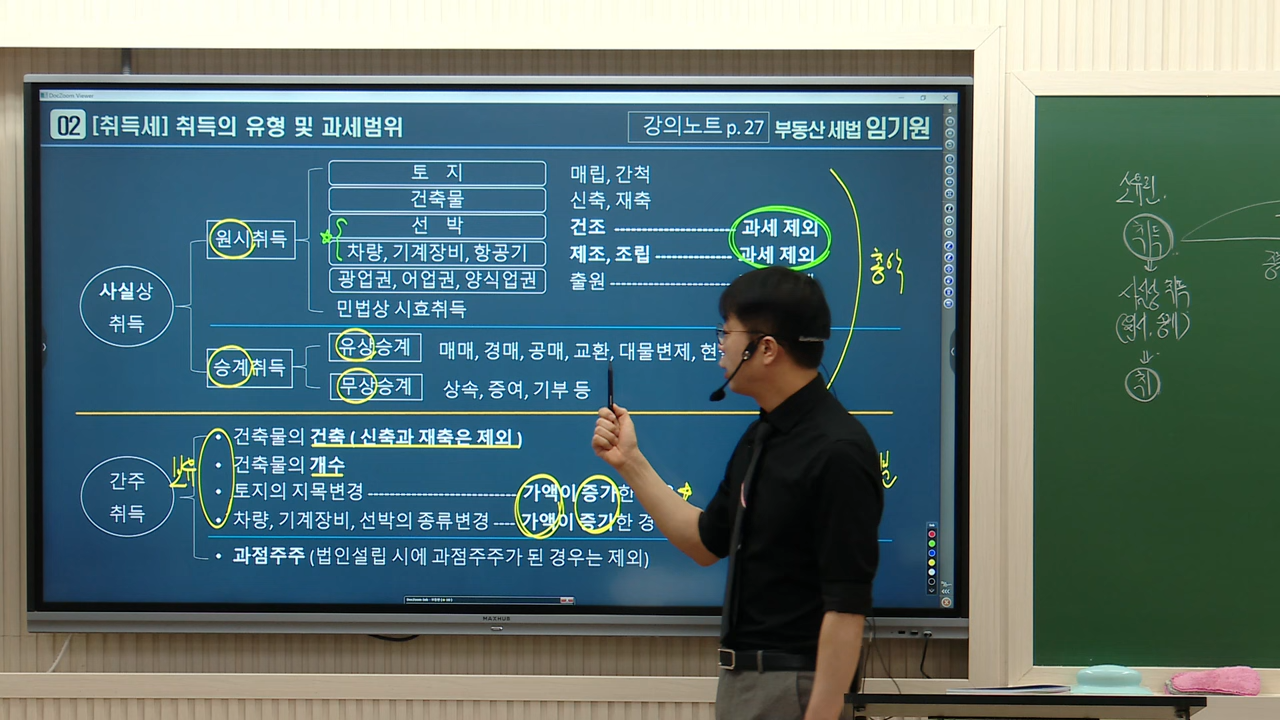 DocZoom Viewer
02 [취득세] 취득의 유형 및 과세범위
강의노트 p. 27
부동산 세법 임기원
사실상
취득
원시취득
토 지
매립, 간척
건축물
신축, 재축
선 박
건조 ---------------------- 과세 제외
차량, 기계장비, 항공기
제조, 조립 -------------- 과세 제외
광업권, 어업권, 양식업권
출원 ----------------------
민법상 시효취득
총악
승계취득
유상승계
매매, 경매, 공매, 교환, 대물변제, 현
무상승계
상속, 증여, 기부 등
간주
취득
• 건축물의 건축 ( 신축과 재축은 제외 )
• 건축물의 개수
• 토지의 지목변경 --------------------------- 가액이 증가한
• 차량, 기계장비, 선박의 종류변경 ---- 가액이 증가한 경
• 과점주주 (법인설립 시에 과점주주가 된 경우는 제외)
MAXHUB
취득